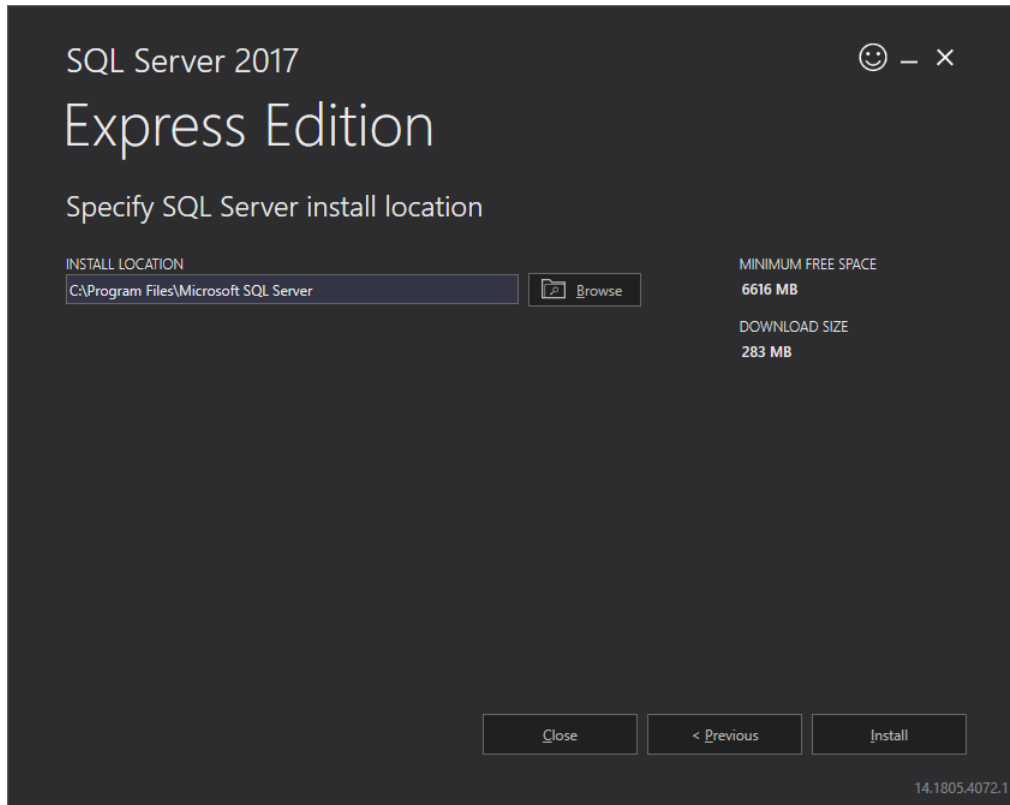 SQL Server 2017
Express Edition
Specify SQL Server install location
INSTALL LOCATION
C:\Program Files\Microsoft SQL Server
Browse
MINIMUM FREE SPACE
6616 MB
DOWNLOAD SIZE
283 MB
Close
< Previous
Install
14.1805.4072.1